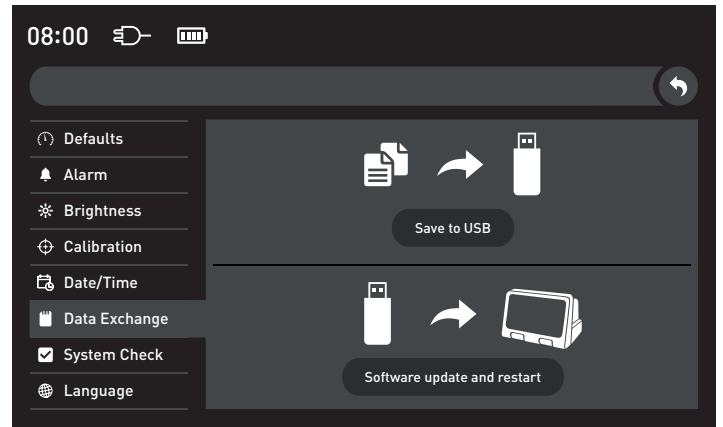 08:00
Defaults
Alarm
Brightness
Calibration
Date/Time
Data Exchange
System Check
Language
Save to USB
Software update and restart